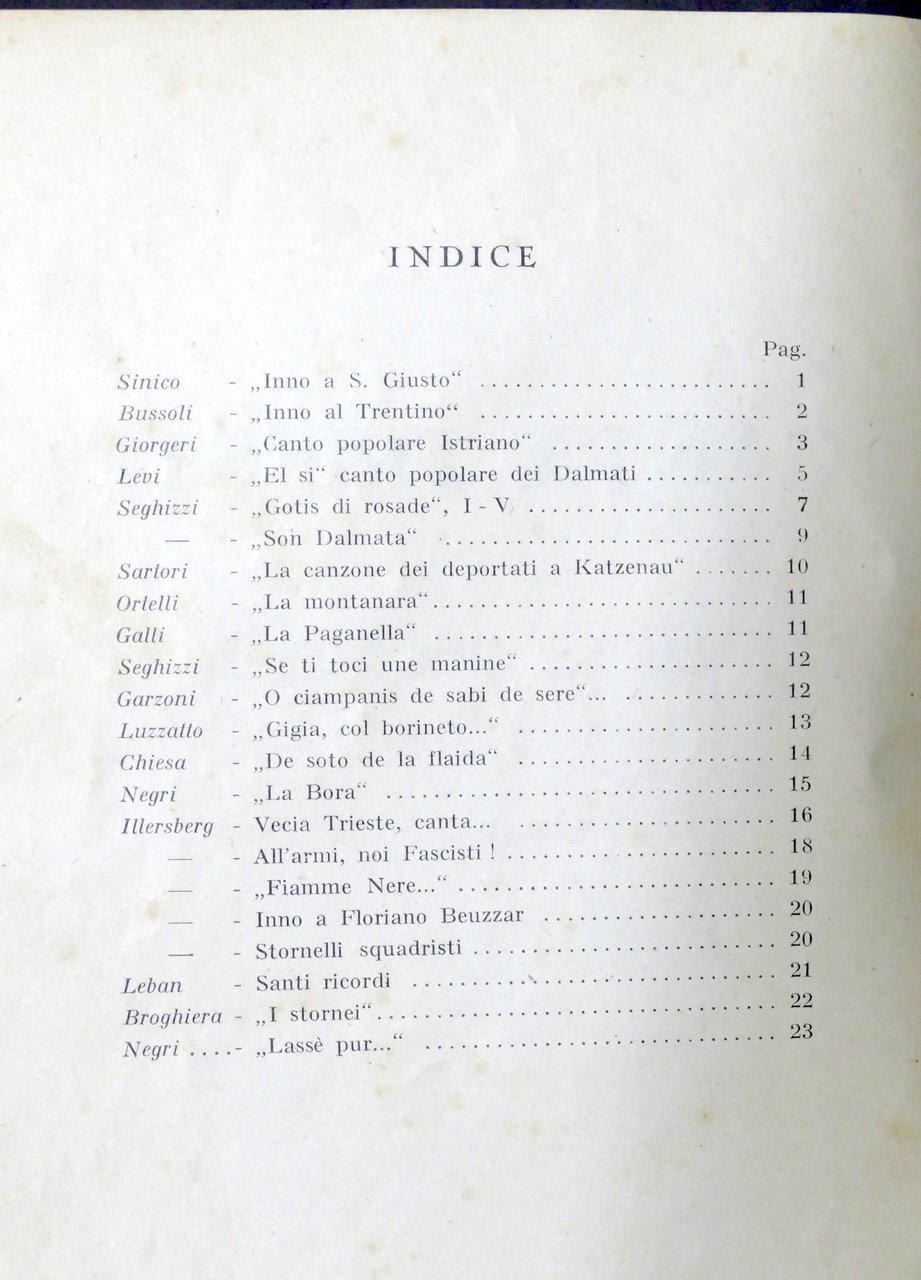 INDICE
Pag.
Sinico - „Inno a S. Giusto“ ........................ 1
Bussoli - „Inno al Trentino“ ........................ 2
Giorgeri - „Canto popolare Istriano“ ................... 3
Levi - „El si“ canto popolare dei Dalmati ........... 5
Seghizzi - „Gotis di rosade“, I - V ..................... 7
— - „Son Dalmata“ ............................ 9
Sartori - „La canzone dei deportati a Katzenau“ ....... 10
Ortelli - „La montanara“ ............................. 11
Galli - „La Paganella“ ............................. 11
Seghizzi - „Se ti toci une manine“ ..................... 12
Garzoni - „O ciampanis de sabi de sere“... ............. 12
Luzzatto - „Gigia, col borineto...“ ...................... 13
Chiesa - „De soto de la flaida“ ...................... 14
Negri - „La Bora“ ................................. 15
Illersberg - Vecia Trieste, canta... ...................... 16
— - All'armi, noi Fascisti ! ....................... 18
— - „Fiamme Nere...“ ........................... 19
— - Inno a Floriano Beuzzar .................... 20
— - Stornelli squadristi .......................... 20
Leban - Santi ricordi ............................... 21
Broghiera - „I stornei“ .................................. 22
Negri .... - „Lassè pur...“ .............................. 23